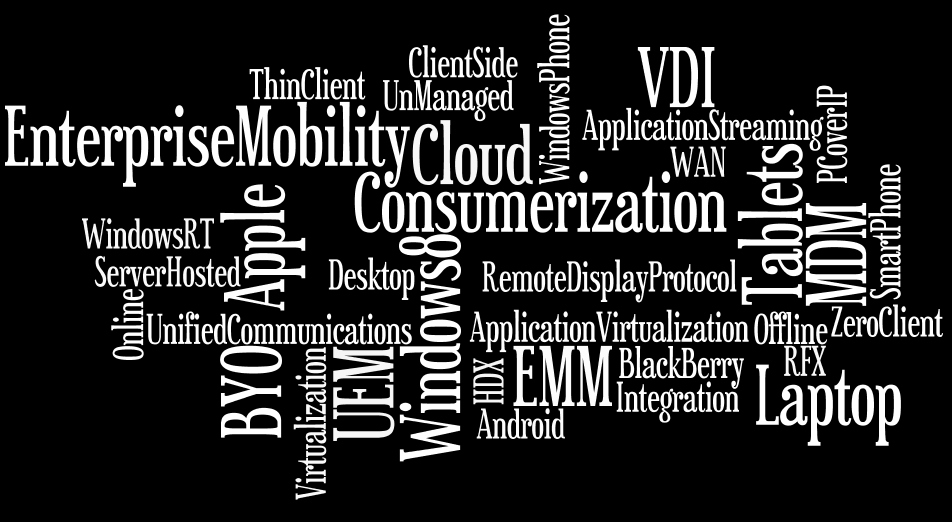 WindowsPhone
ClientSide
VDI
ThinClient
UnManaged
PCoverIP
EnterpriseMobility
Cloud
ApplicationStreaming
WAN
Tablets
Consumerization
SmartPhone
Apple
MDM
WindowsRT
Windows8
ServerHosted
Desktop
RemoteDisplayProtocol
Online
UnifiedCommunications
ApplicationVirtualization
Offline
ZeroClient
BYO
Virtualization
UEM
HDX
EMM
BlackBerry
RFX
Integration
Laptop
Android